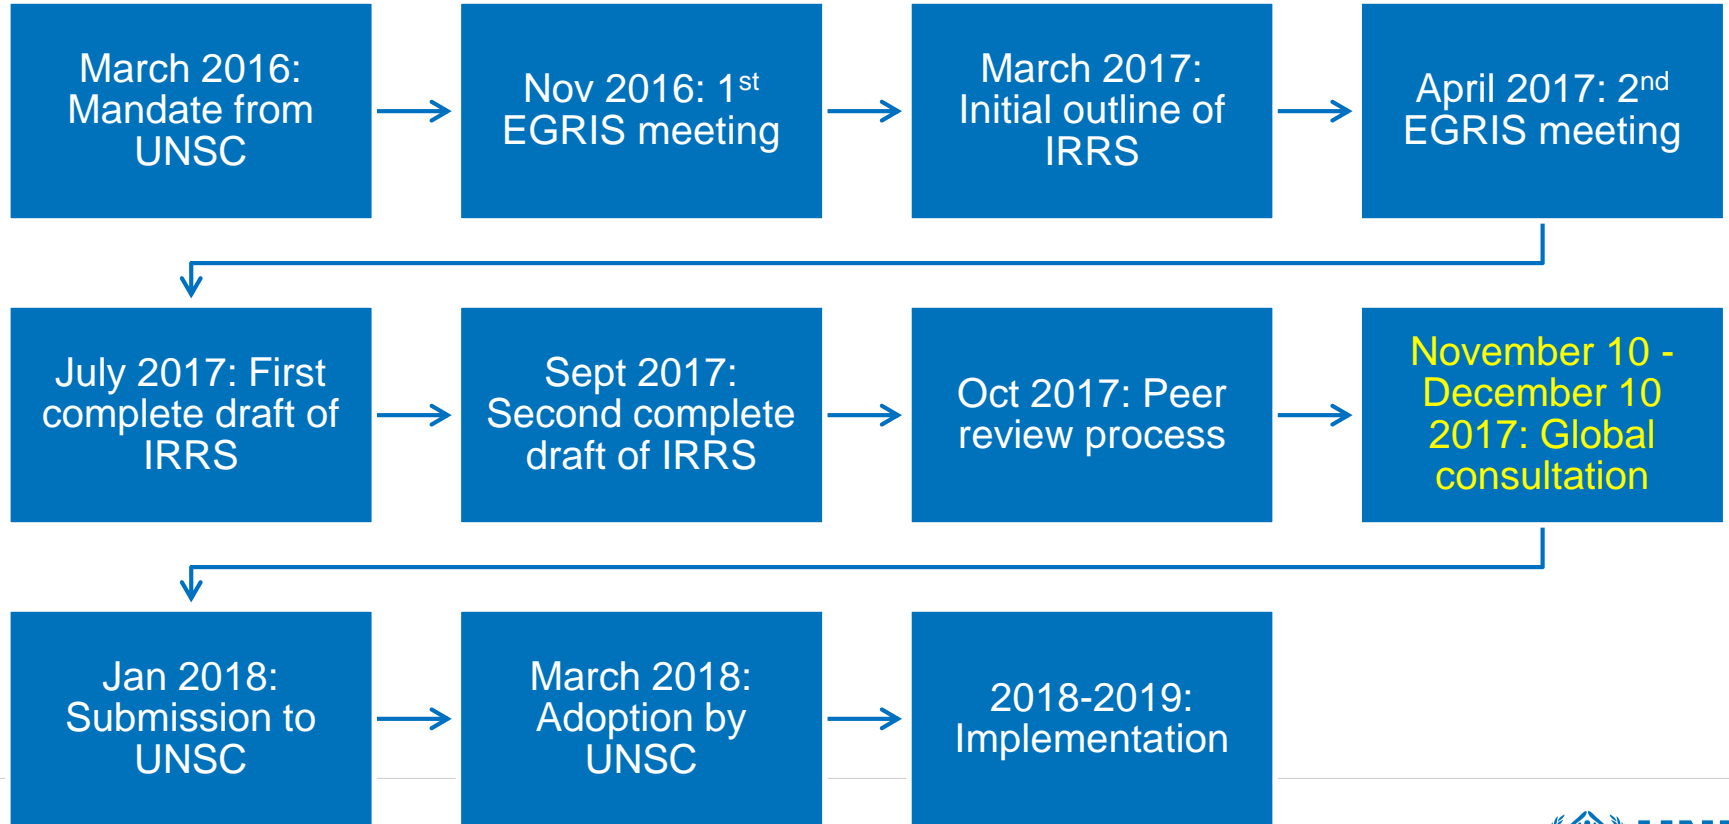 March 2016:
Mandate from
UNSC
Nov 2016: 1st
EGRIS meeting
March 2017:
Initial outline of
IRRS
April 2017: 2nd
EGRIS meeting
July 2017: First
complete draft of
IRRS
Sept 2017:
Second complete
draft of IRRS
Oct 2017: Peer
review process
November 10 -
December 10
2017: Global
consultation
Jan 2018:
Submission to
UNSC
March 2018:
Adoption by
UNSC
2018-2019:
Implementation